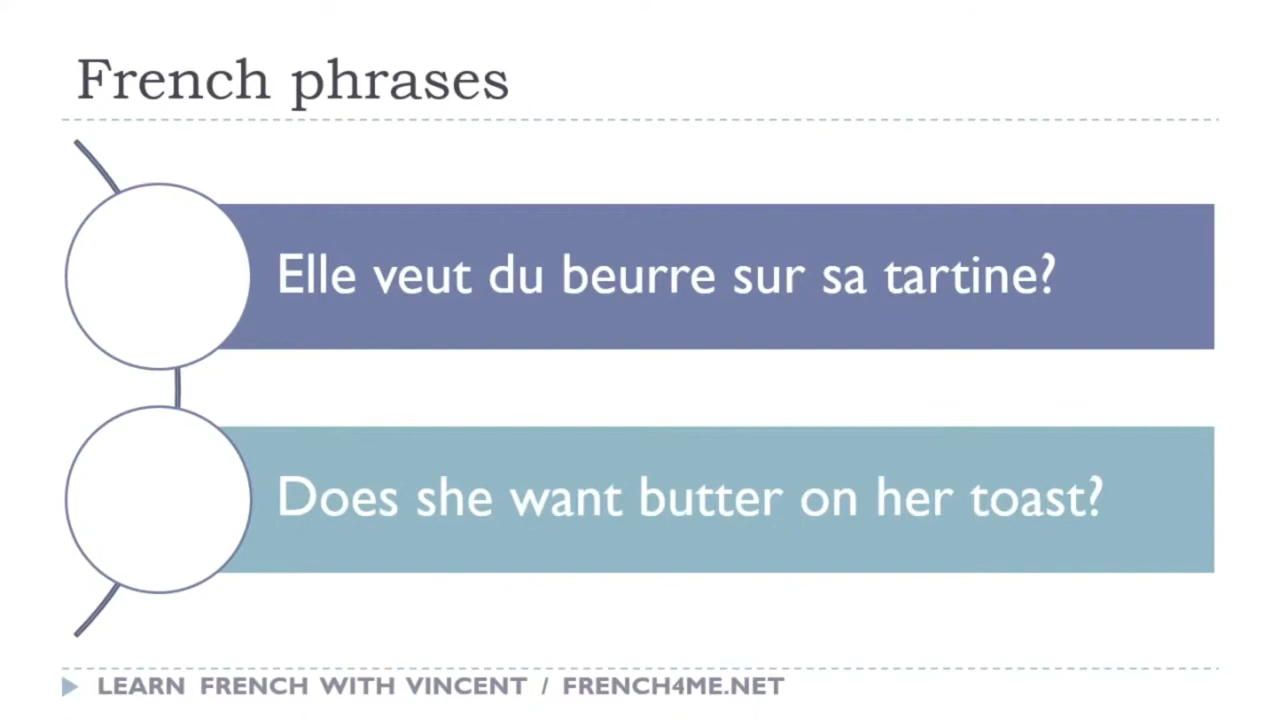 French phrases
Elle veut du beurre sur sa tartine?
Does she want butter on her toast?
LEARN FRENCH WITH VINCENT / FRENCH4ME.NET